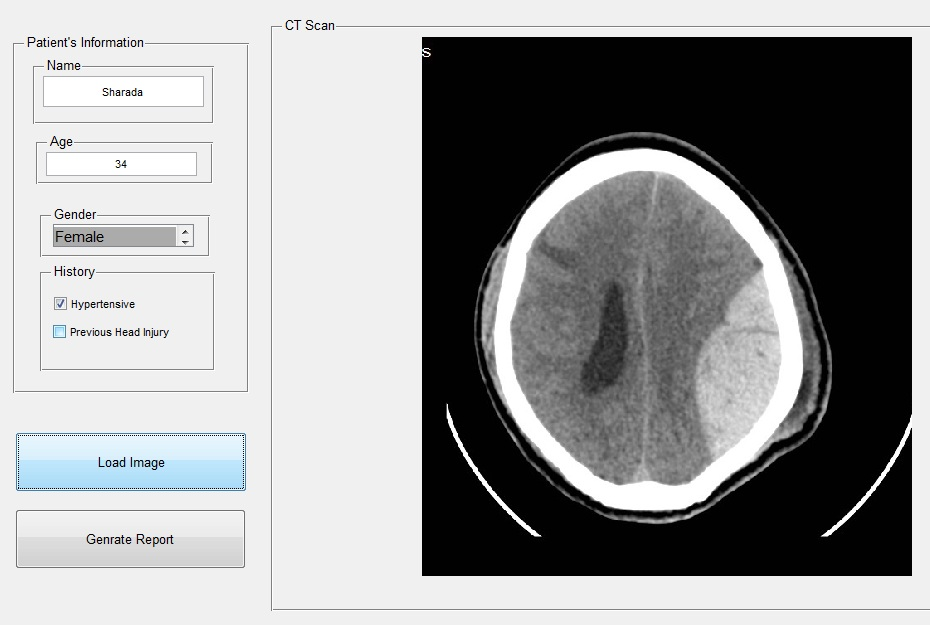 CT Scan
Patient's Information
Name
Sharada
Age
34
Gender
Female
History
Hypertensive
Previous Head Injury
Load Image
Genrate Report
S